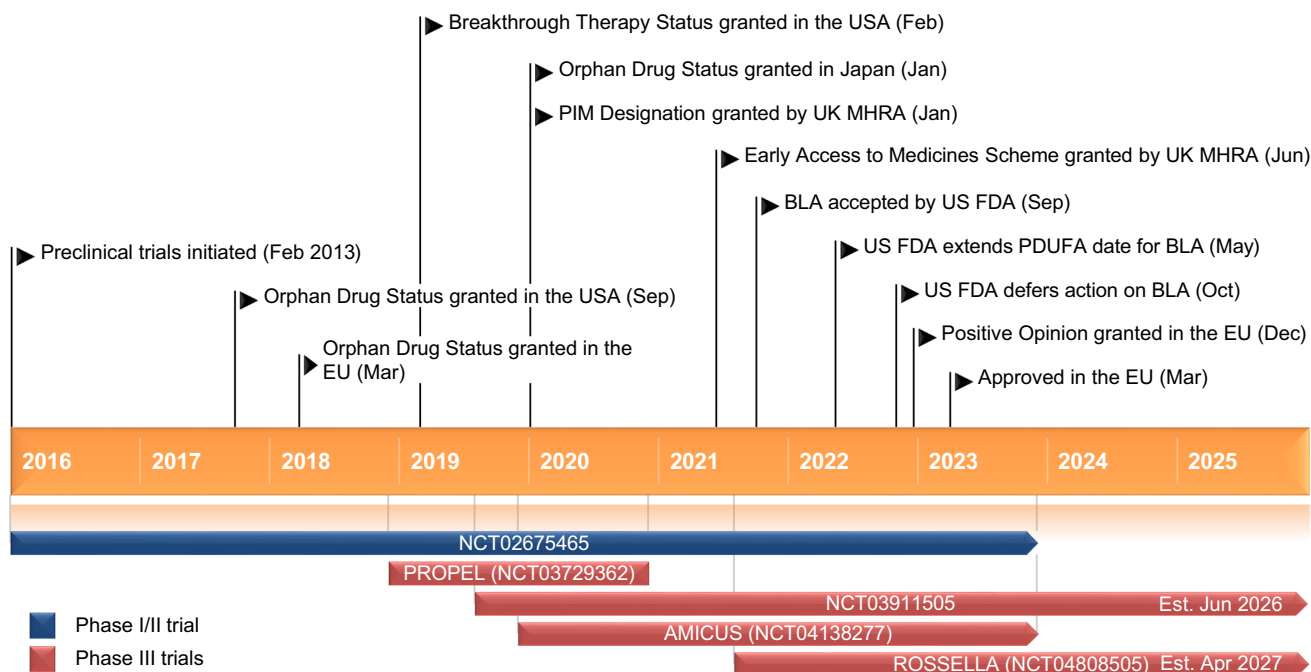 Breakthrough Therapy Status granted in the USA (Feb)
Orphan Drug Status granted in Japan (Jan)
PIM Designation granted by UK MHRA (Jan)
Early Access to Medicines Scheme granted by UK MHRA (Jun)
BLA accepted by US FDA (Sep)
Preclinical trials initiated (Feb 2013)
US FDA extends PDUFA date for BLA (May)
Orphan Drug Status granted in the USA (Sep)
US FDA defers action on BLA (Oct)
Positive Opinion granted in the EU (Dec)
Orphan Drug Status granted in the
EU (Mar)
Approved in the EU (Mar)
2016 2017 2018 2019 2020 2021 2022 2023 2024 2025
NCT02675465
PROPEL (NCT03729362)
NCT03911505 Est. Jun 2026
Phase I/II trial
AMICUS (NCT04138277)
Phase III trials
ROSSELLA (NCT04808505) Est. Apr 2027